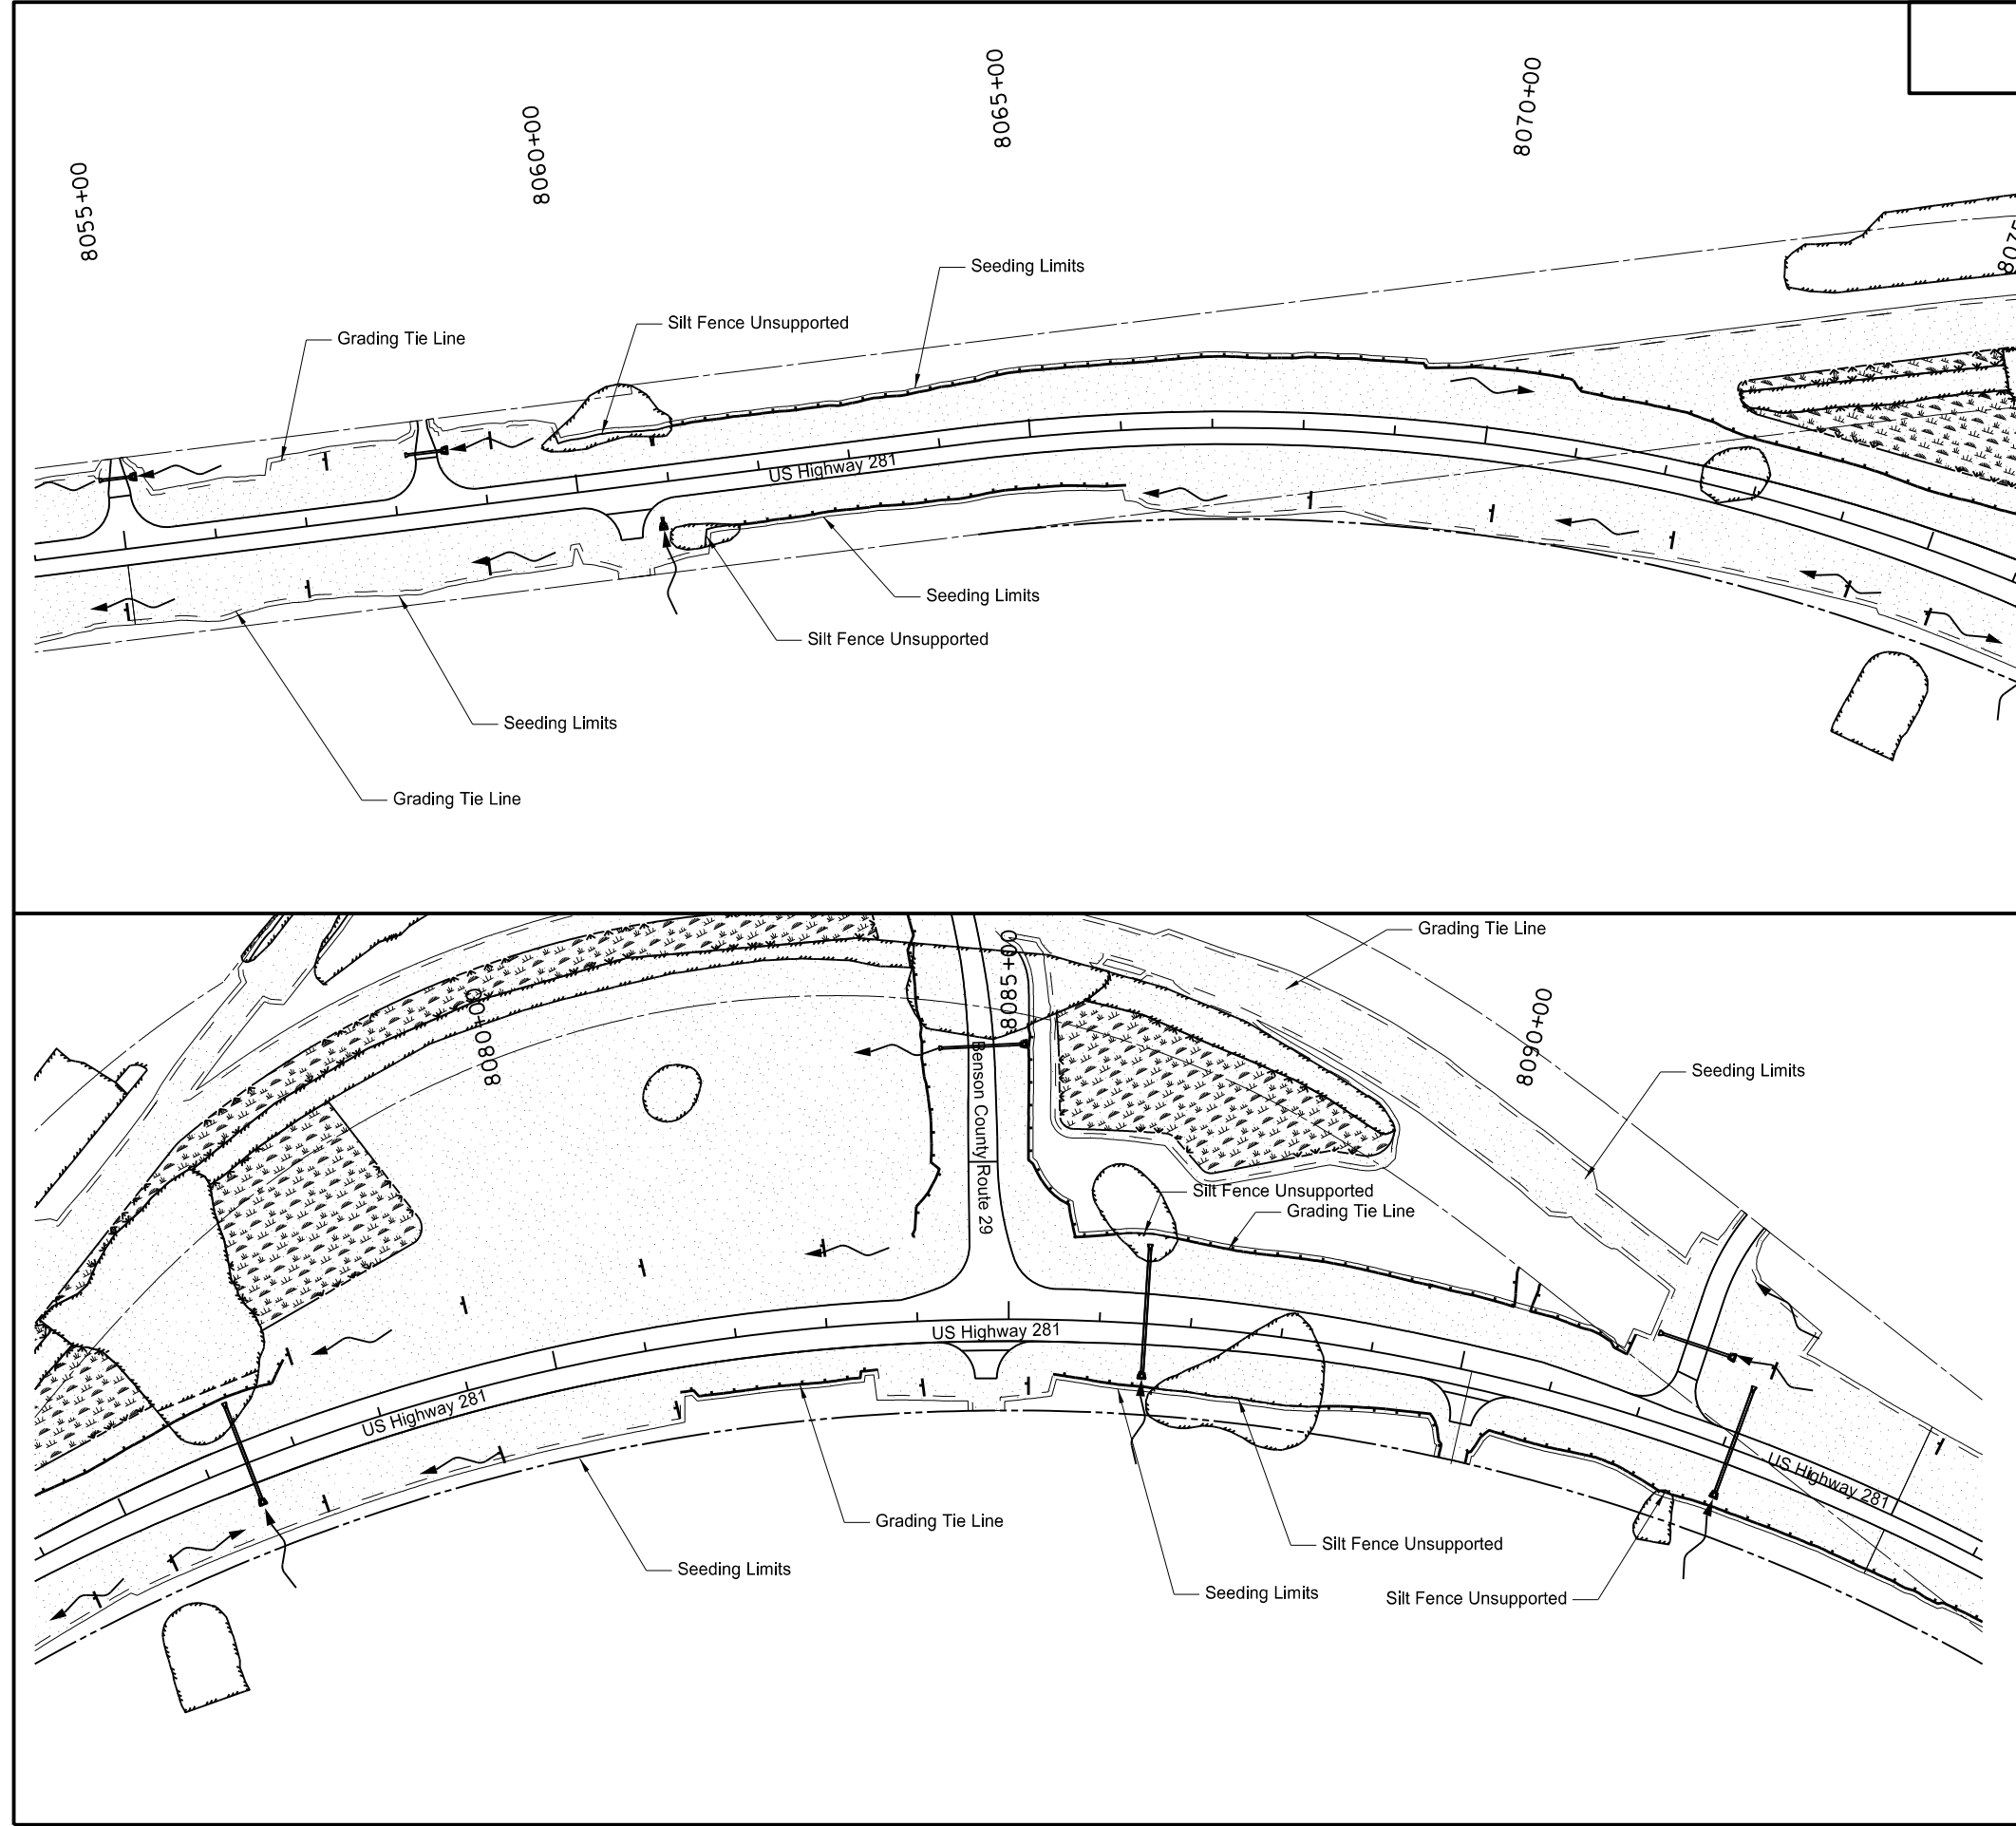 8055+00
8060+00
8065+00
8070+00
Seeding Limits
Silt Fence Unsupported
Grading Tie Line
US Highway 281
Seeding Limits
Silt Fence Unsupported
Seeding Limits
Grading Tie Line
Grading Tie Line
8080+00
8085+00
8090+00
Benson County Route 29
Seeding Limits
Silt Fence Unsupported
Grading Tie Line
US Highway 281
US Highway 281
US Highway 281
Grading Tie Line
Silt Fence Unsupported
Seeding Limits
Seeding Limits
Silt Fence Unsupported